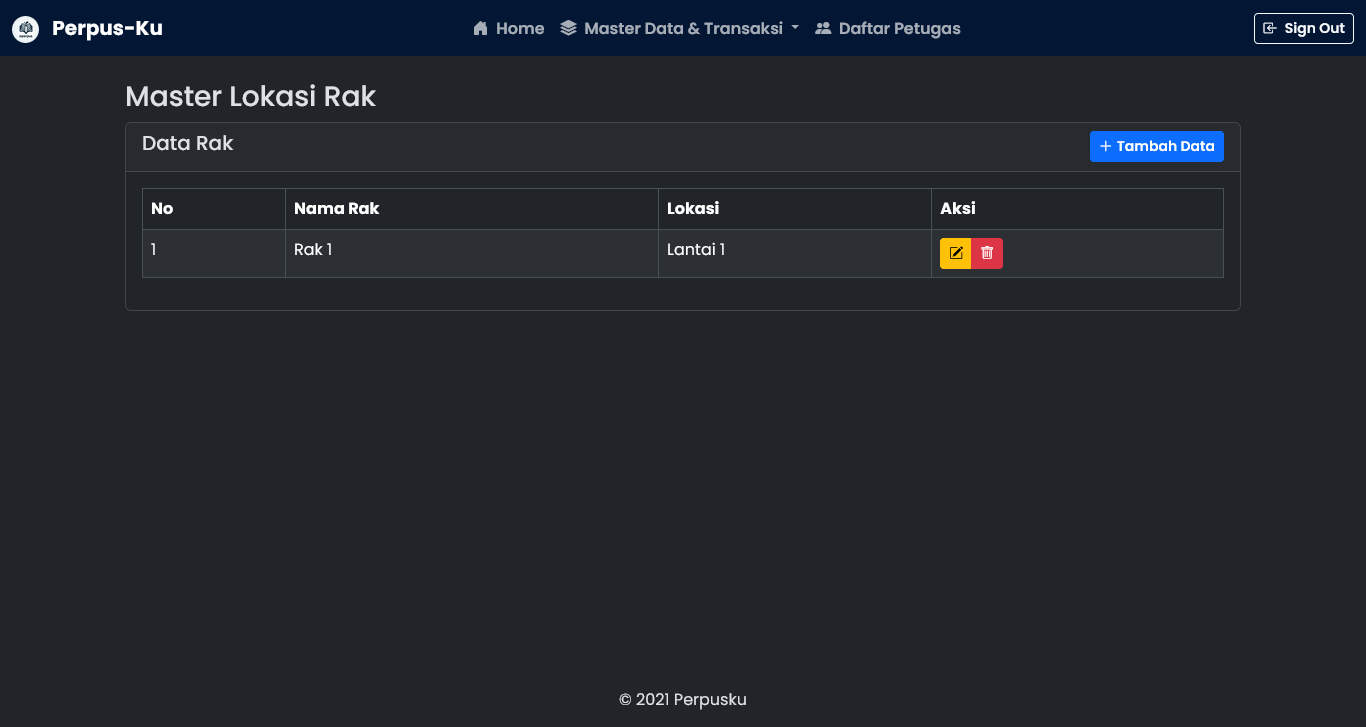 Perpus-Ku Home Master Data & Transaksi Daftar Petugas Sign Out
Master Lokasi Rak
Data Rak + Tambah Data
No Nama Rak Lokasi Aksi
1 Rak 1 Lantai 1
© 2021 Perpusku